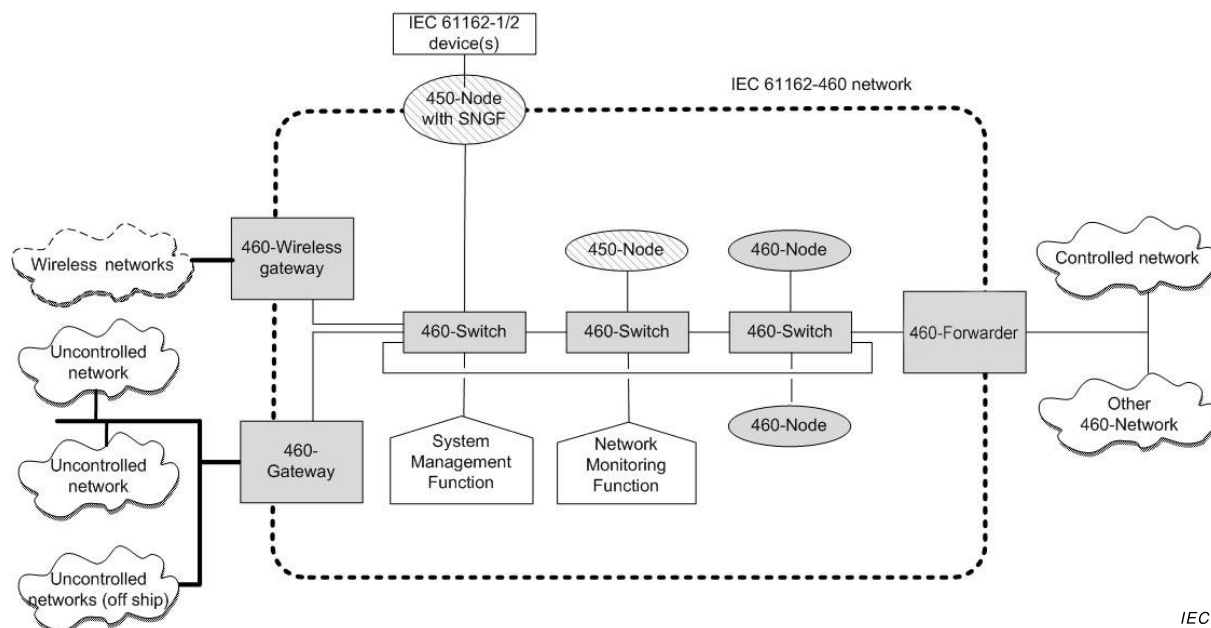 IEC 61162-1/2
device(s)
450-Node
wIth SNGF
IEC 61162-460 network
460-Wireless
gateway
Wireless networks
450-Node
460-Node
Controlled network
460-Switch
460-Switch
460-Switch
460-Forwarder
Uncontrolled
network
Uncontrolled
network
460-
Gateway
System
Management
Function
Network
Monitoring
Function
460-Node
Other
460-Network
Uncontrolled
networks (off ship)
IEC